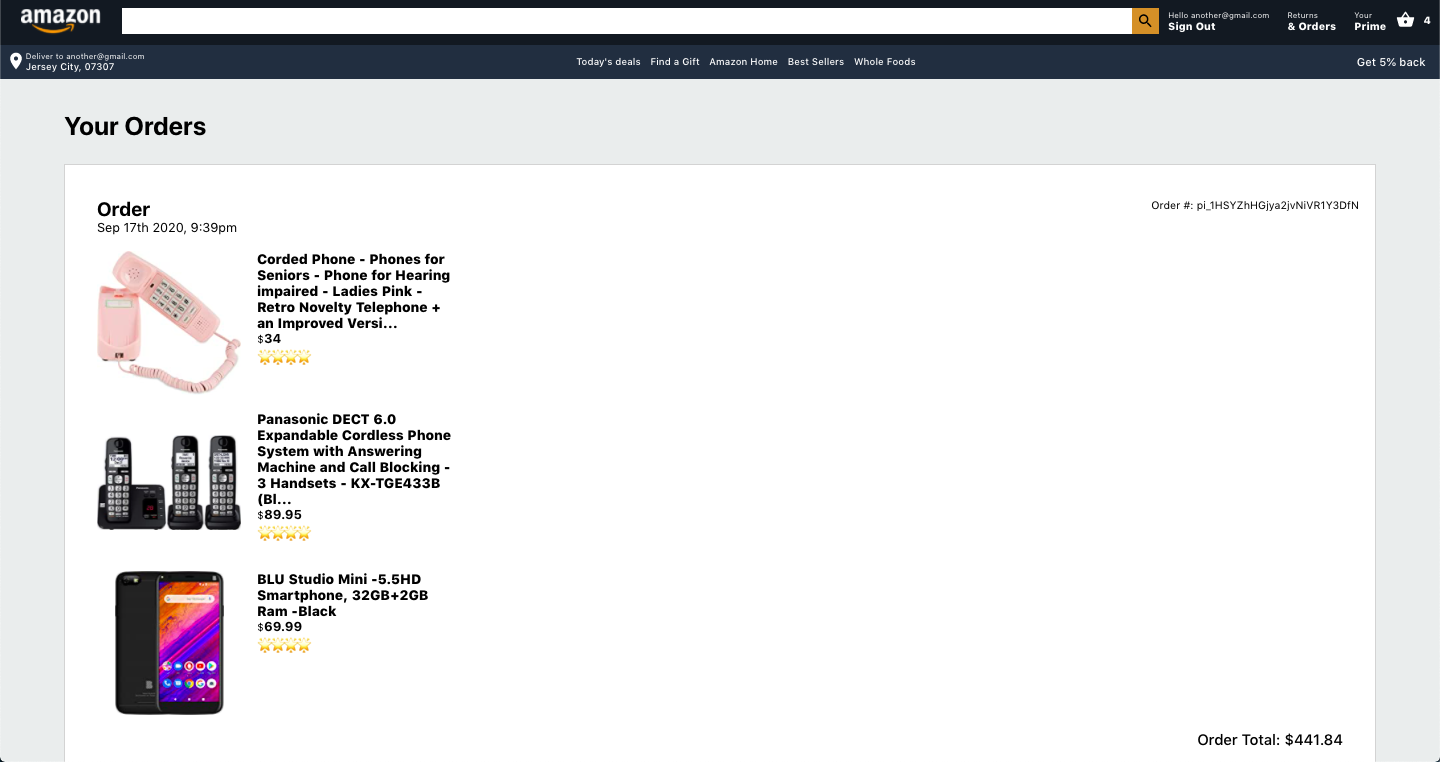 amazon
Hello another@gmail.com
Sign Out
Returns
& Orders
Your
Prime
4
Deliver to another@gmail.com
Jersey City, 07307
Today's deals Find a Gift Amazon Home Best Sellers Whole Foods
Get 5% back
Your Orders
Order
Order #: pi_1HSYZhHGjya2jvNiVR1Y3DfN
Sep 17th 2020, 9:39pm
Corded Phone - Phones for
Seniors - Phone for Hearing
impaired - Ladies Pink -
Retro Novelty Telephone +
an Improved Versi...
$34
Panasonic DECT 6.0
Expandable Cordless Phone
System with Answering
Machine and Call Blocking -
3 Handsets - KX-TGE433B
(Bl...
$89.95
BLU Studio Mini -5.5HD
Smartphone, 32GB+2GB
Ram -Black
$69.99
Order Total: $441.84